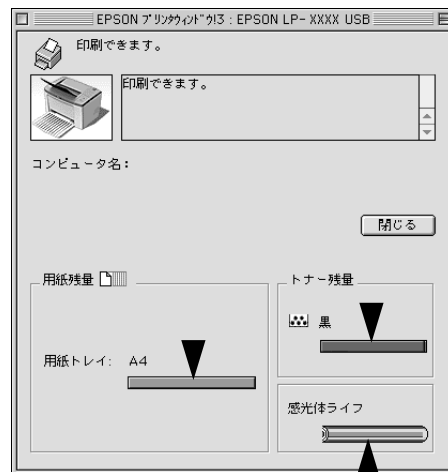 EPSON プリンタウィンドウ!3 : EPSON LP- XXXX USB
印刷できます。
印刷できます。
コンピュータ名:
閉じる
用紙残量
用紙トレイ: A4
トナー残量
黒
感光体ライフ